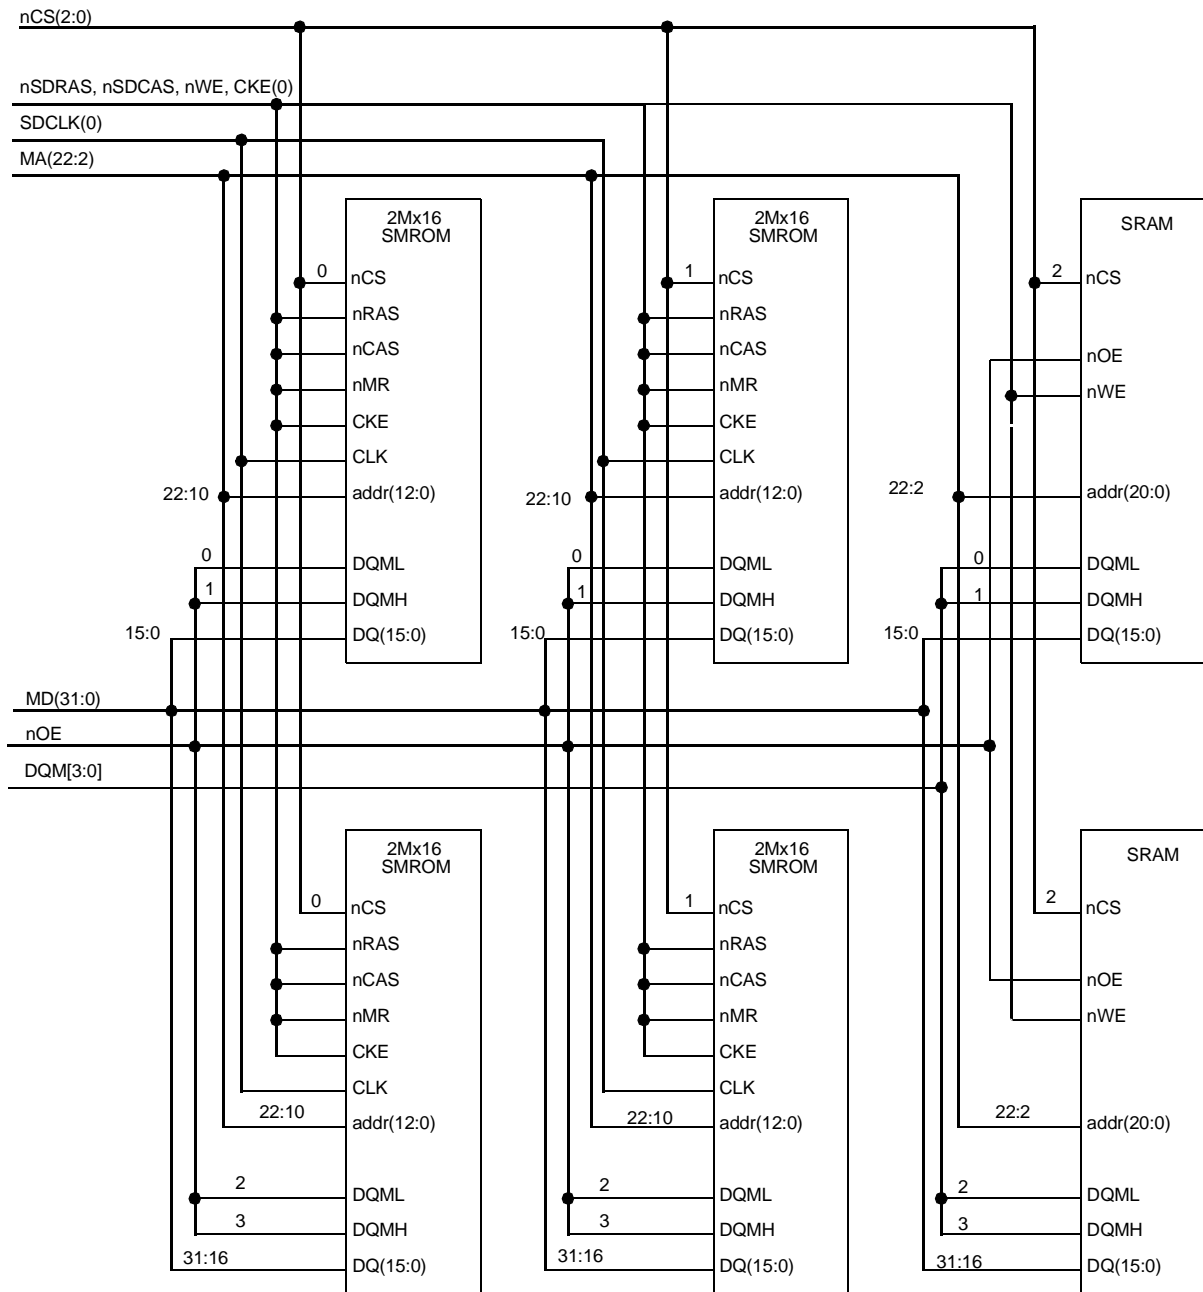 nCS(2:0)
nSDRAS, nSDCAS, nWE, CKE(0)
SDCLK(0)
MA(22:2)
2Mx16
SMROM
0
nCS
nRAS
nCAS
nMR
CKE
CLK
22:10
addr(12:0)
0
DQML
1
DQMH
15:0
DQ(15:0)
2Mx16
SMROM
1
nCS
nRAS
nCAS
nMR
CKE
CLK
22:10
addr(12:0)
0
DQML
1
DQMH
15:0
DQ(15:0)
SRAM
2
nCS
nOE
nWE
22:2
addr(20:0)
0
DQML
1
DQMH
15:0
DQ(15:0)
MD(31:0)
nOE
DQM[3:0]
2Mx16
SMROM
0
nCS
nRAS
nCAS
nMR
CKE
CLK
22:10
addr(12:0)
2
DQML
3
DQMH
31:16
DQ(15:0)
2Mx16
SMROM
1
nCS
nRAS
nCAS
nMR
CKE
CLK
22:10
addr(12:0)
2
DQML
3
DQMH
31:16
DQ(15:0)
SRAM
2
nCS
nOE
nWE
22:2
addr(20:0)
2
DQML
3
DQMH
31:16
DQ(15:0)